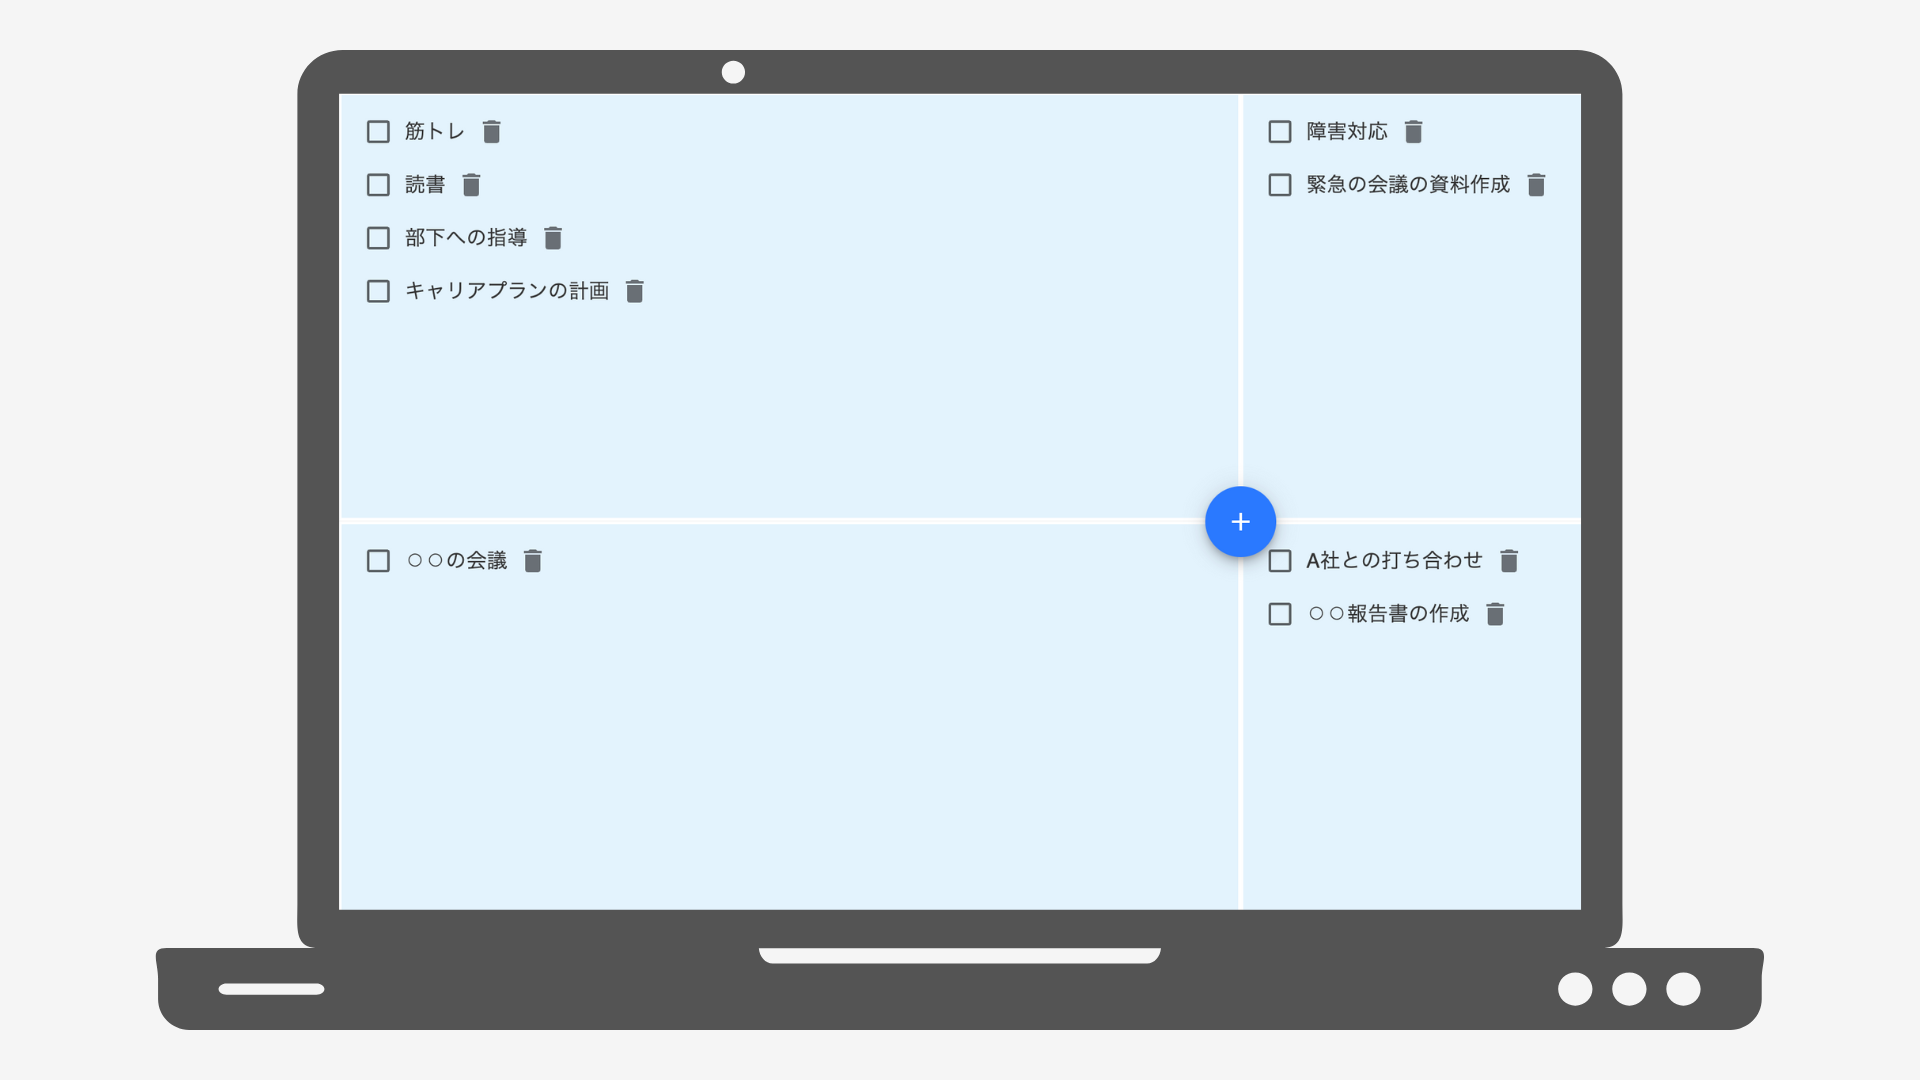 筋トレ
読書
部下への指導
キャリアプランの計画
障害対応
緊急の会議の資料作成
+
○○の会議
A社との打ち合わせ
○○報告書の作成